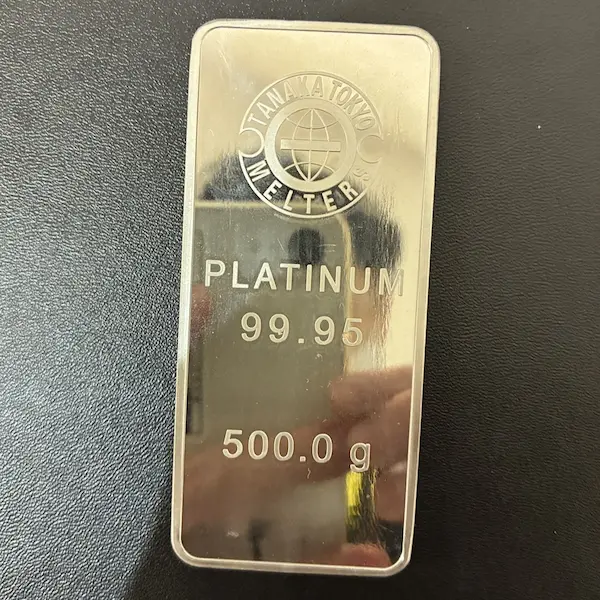 TANAKA TOKYO
MELTER
PLATINUM
99.95
500.0 g